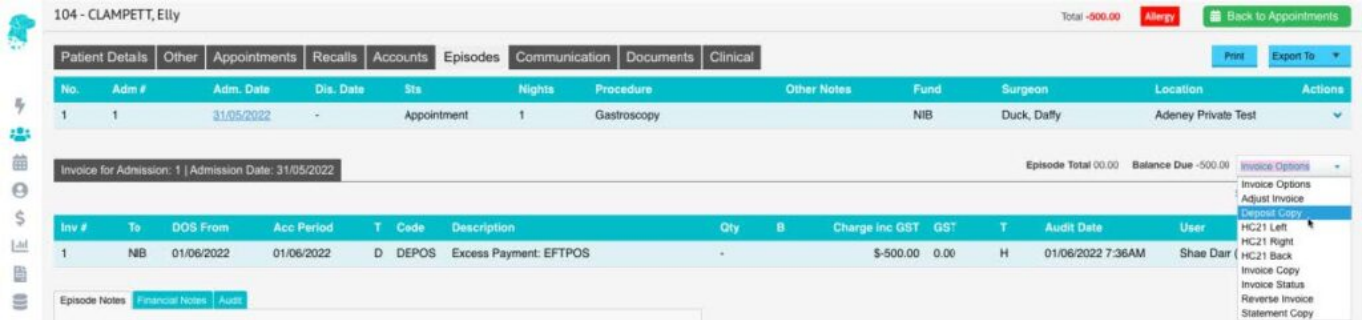 104 - CLAMPETT, Elly
Total -500.00 Allergy Back to Appointments
Patient Details Other Appointments Recalls Accounts Episodes Communication Documents Clinical Print Export To
No. Adm # Adm. Date Dis. Date Sts Nights Procedure Other Notes Fund Surgeon Location Actions
1 1 31/05/2022 - Appointment 1 Gastroscopy NIB Duck, Daffy Adeney Private Test
Invoice for Admission: 1 | Admission Date: 31/05/2022 Episode Total 00.00 Balance Due -500.00 Invoice Options
Invoice Options
Adjust Invoice
Deposit Copy
HC21 Left
HC21 Right
HC21 Back
Invoice Copy
Invoice Status
Reverse Invoice
Statement Copy
Inv # To DOS From Acc Period T Code Description Qty B Charge inc GST GST T Audit Date User
1 NIB 01/06/2022 01/06/2022 D DEPOS Excess Payment: EFTPOS - $-500.00 0.00 H 01/06/2022 7:36AM Shae Darr (
Episode Notes Financial Notes Audit